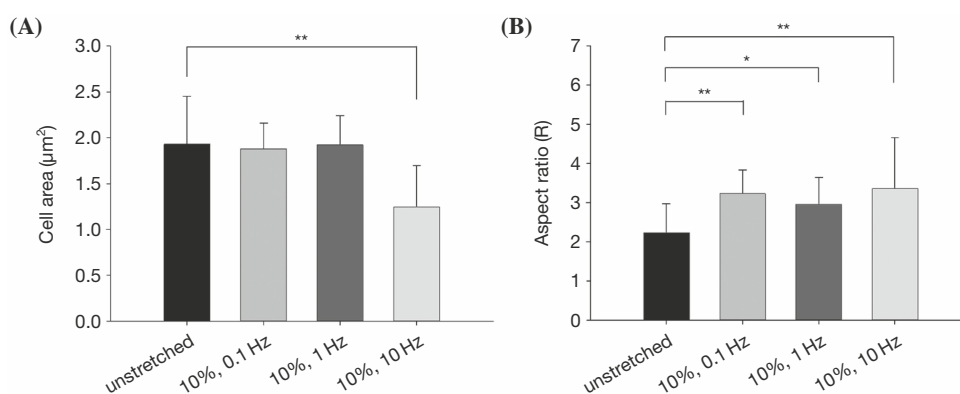 (A)
**
3.0
2.5
2.0
1.5
1.0
0.5
0.0
Cell area (μm²)
unstretched
10%, 0.1 Hz
10%, 1 Hz
10%, 10 Hz
(B)
**
*
**
7
6
5
4
3
2
1
0
Aspect ratio (R)
unstretched
10%, 0.1 Hz
10%, 1 Hz
10%, 10 Hz